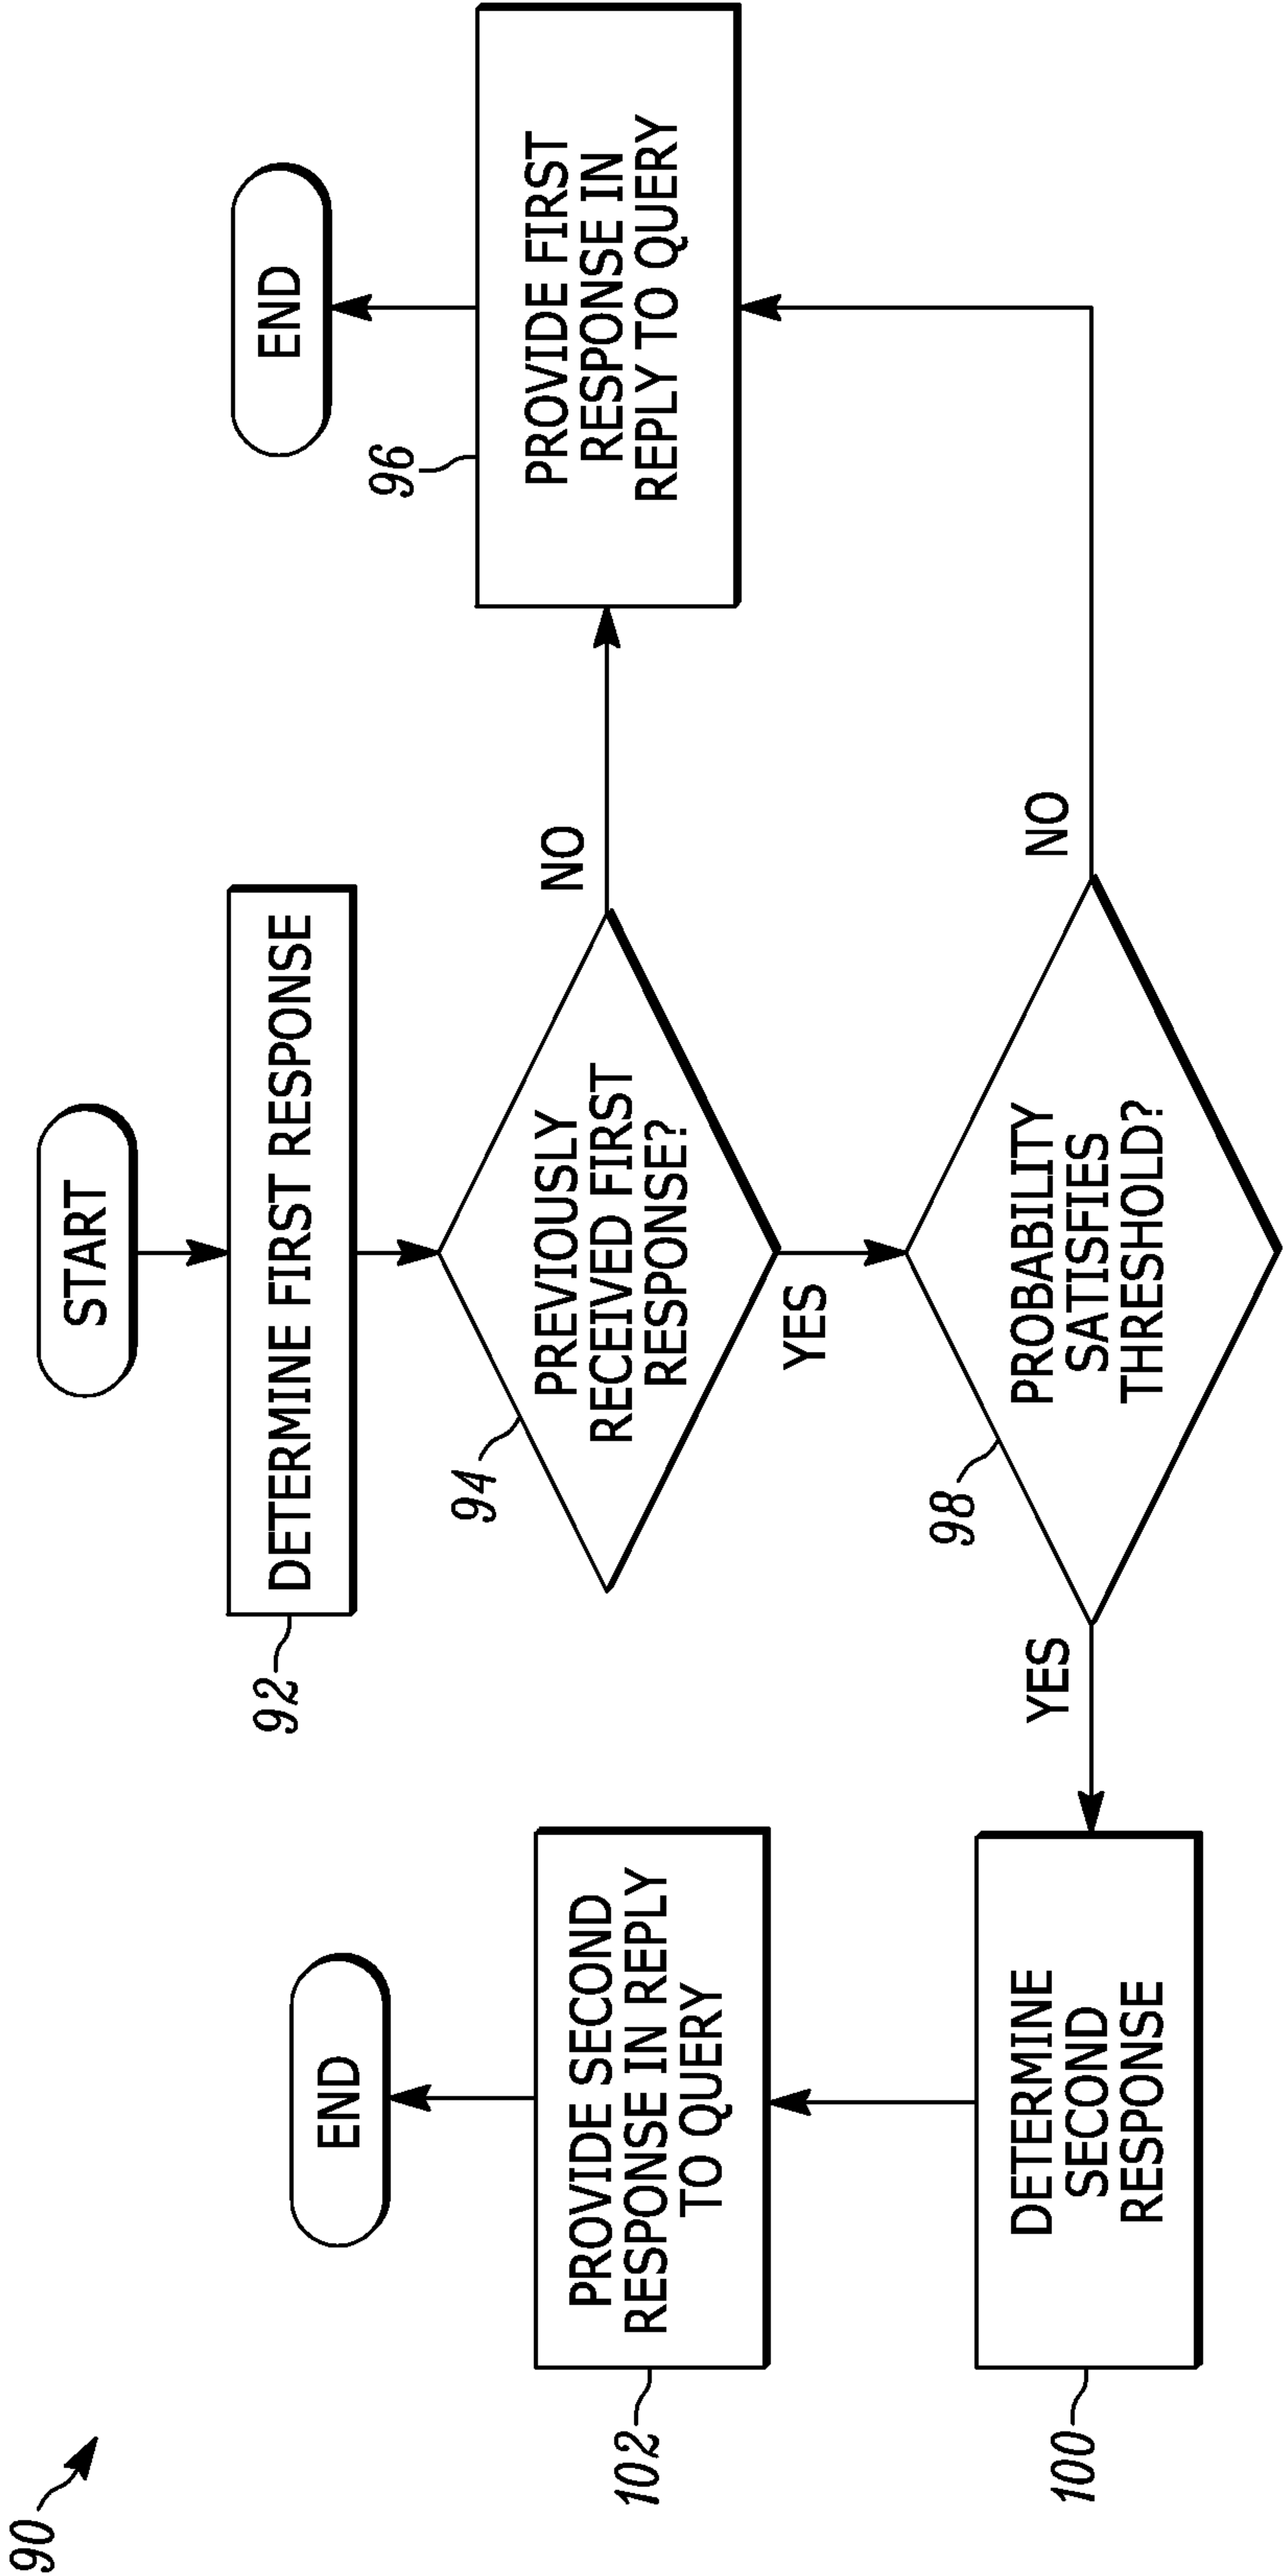 90
START
92
DETERMINE FIRST RESPONSE
94
PREVIOUSLY
RECEIVED FIRST
RESPONSE?
NO
YES
96
PROVIDE FIRST
RESPONSE IN
REPLY TO QUERY
END
98
PROBABILITY
SATISFIES
THRESHOLD?
NO
YES
100
DETERMINE
SECOND
RESPONSE
102
PROVIDE SECOND
RESPONSE IN REPLY
TO QUERY
END